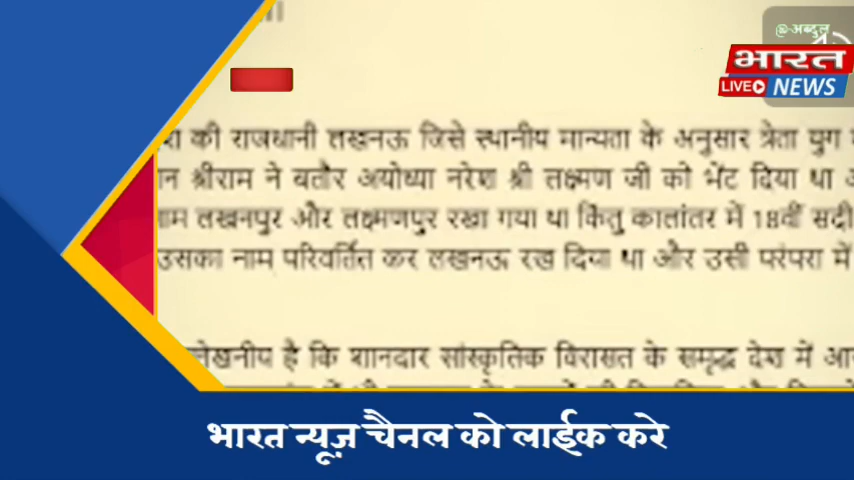 @-अब्दुल
भारत
LIVE NEWS
की राजधानी लखनऊ जिसे स्थानीय मान्यता के अनुसार त्रेता युग
श्रीराम ने बतौर अयोध्या नरेश श्री लक्ष्मण जी को भेंट दिया था
लखनपुर और लक्ष्मणपुर रखा गया था किंतु कालांतर में 18वीं सदी
उसका नाम परिवर्तित कर लखनऊ रख दिया था और उसी परंपरा में
है कि शानदार सांस्कृतिक विरासत के समृद्ध देश में
भारत न्यूज़ चैनल को लाईक करे